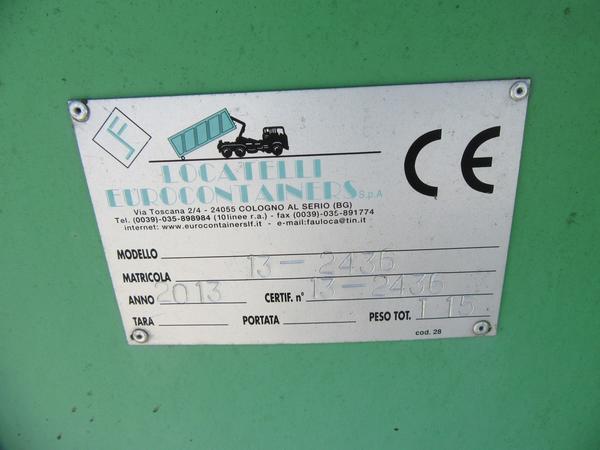 LF
LOCATELLI
EUROCONTAINERS S.p.A
Via Toscana 2/4 - 24055 COLOGNO AL SERIO (BG)
Tel. (0039)-035-898984 (10linee r.a.) - fax (0039)-035-891774
internet: www.eurocontainerslf.it - e-mail:fauloca@tin.it
CE
MODELLO
MATRICOLA 13-2436
ANNO 2013 CERTIF. n° 13-2436
TARA PORTATA PESO TOT. 1 15
cod. 28